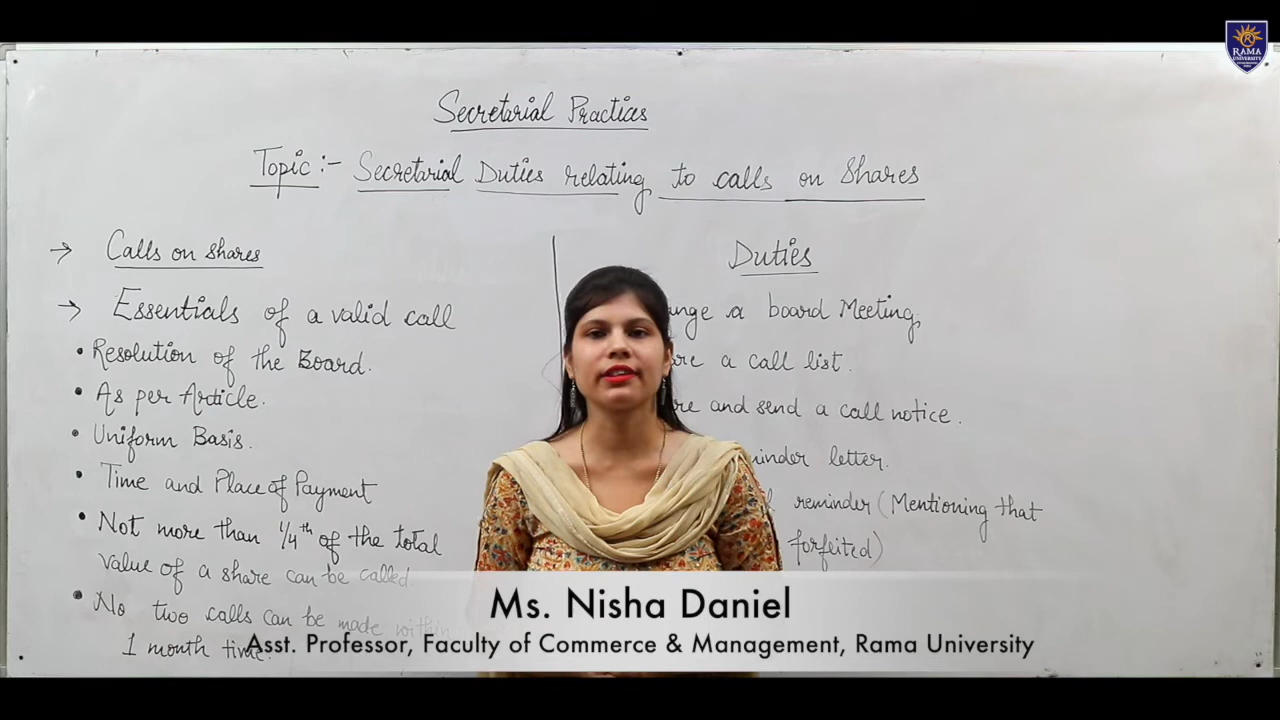 RAMA
UNIVERSITY
Secretarial Practices
Topic:- Secretarial Duties relating to calls on Shares
→ Calls on shares
→ Essentials of a valid call
• Resolution of the Board.
• As per Article.
• Uniform Basis.
• Time and Place of Payment
• Not more than 1/4th of the total
value of a share can be called.
• No two calls can be made within
1 month time.
Duties
a board Meeting
a call list.
and send a call notice.
letter.
reminder (Mentioning that
forfeited)
Ms. Nisha Daniel
Asst. Professor, Faculty of Commerce & Management, Rama University